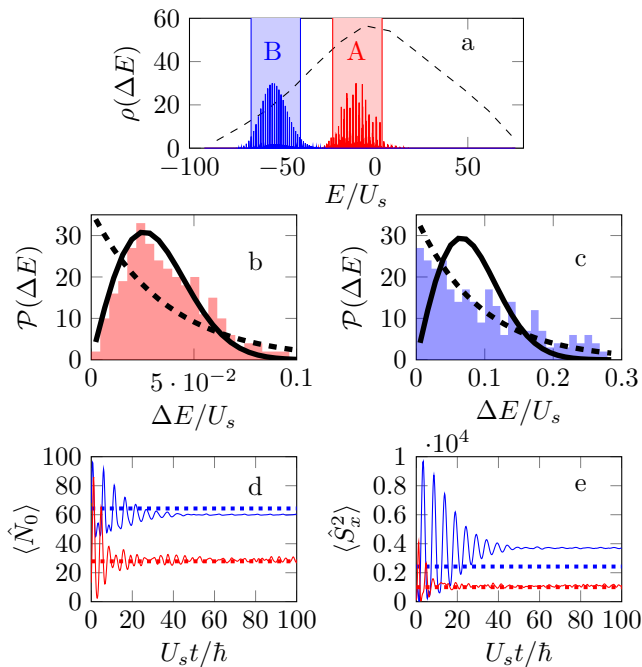 60
40
20
0
ρ(ΔE)
B
A
a
−100
−50
0
50
E/U_s
30
20
10
0
P(ΔE)
b
0
5 · 10^{−2}
0.1
ΔE/U_s
30
20
10
0
P(ΔE)
c
0
0.1
0.2
0.3
ΔE/U_s
100
80
60
40
20
0
⟨N̂_0⟩
d
0
20
40
60
80
100
U_s t/ħ
·10^4
1
0.8
0.6
0.4
0.2
0
⟨Ŝ_x^2⟩
e
0
20
40
60
80
100
U_s t/ħ